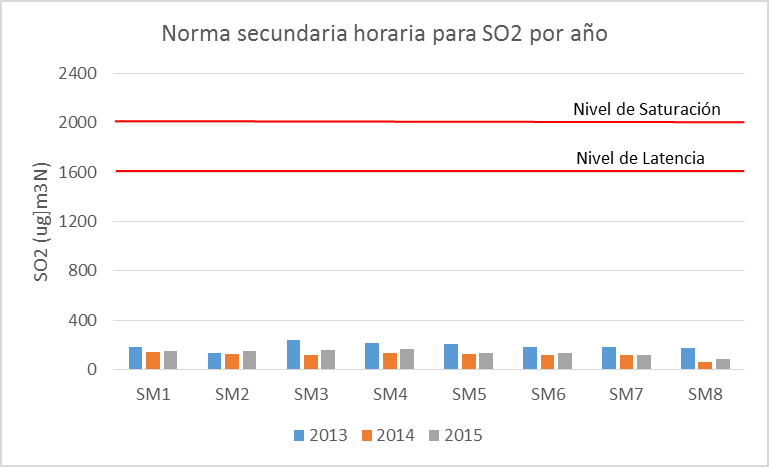 Norma secundaria horaria para SO2 por año
2400
Nivel de Saturación
2000
Nivel de Latencia
1600
SO2 (ug]m3N)
1200
800
400
0
SM1 SM2 SM3 SM4 SM5 SM6 SM7 SM8
2013 2014 2015